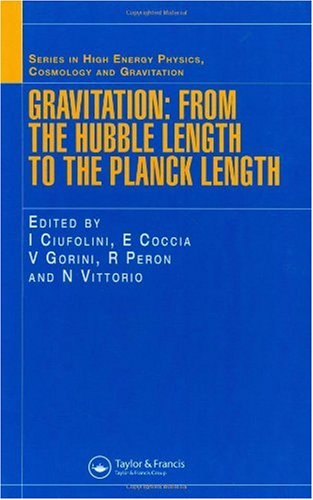 Series in High Energy Physics,
Cosmology and Gravitation
Gravitation: From
the Hubble Length
to the Planck Length
Edited by
I Ciufolini, E Coccia
V Gorini, R Peron
and N Vittorio
Taylor & Francis
Taylor & Francis Group